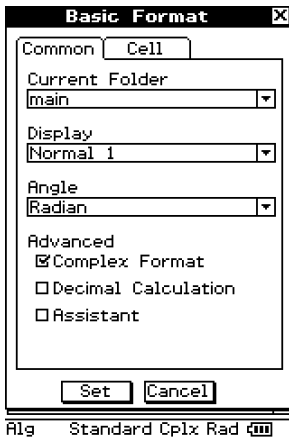 Basic Format
Common Cell
Current Folder
main
Display
Normal 1
Angle
Radian
Advanced
Complex Format
Decimal Calculation
Assistant
Set Cancel
Alg Standard Cplx Rad